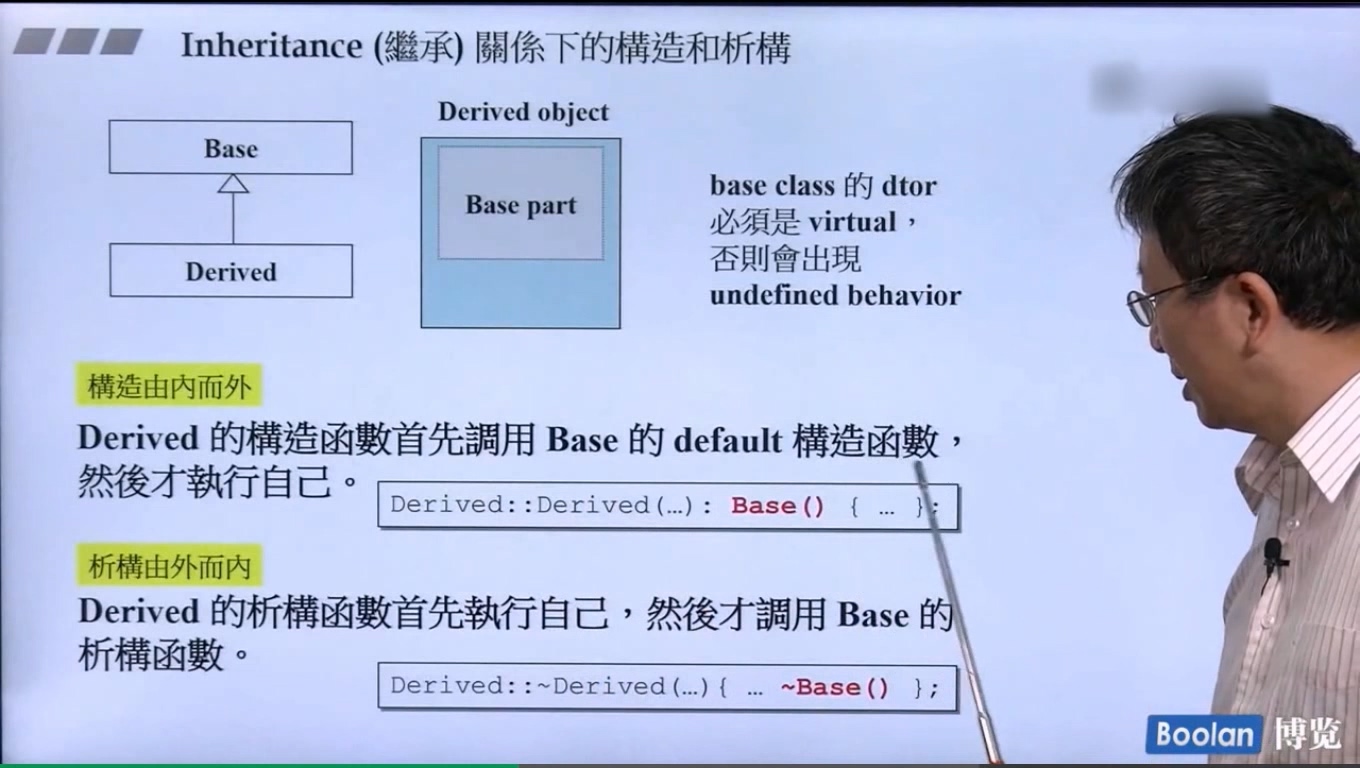 Inheritance (繼承) 關係下的構造和析構
Base
Derived
Derived object
Base part
base class 的 dtor
必須是 virtual，
否則會出現
undefined behavior
構造由內而外
Derived 的構造函數首先調用 Base 的 default 構造函數，
然後才執行自己。
Derived::Derived(…): Base() { … };
析構由外而內
Derived 的析構函數首先執行自己，然後才調用 Base 的
析構函數。
Derived::~Derived(…){ … ~Base() };
Boolan 博览